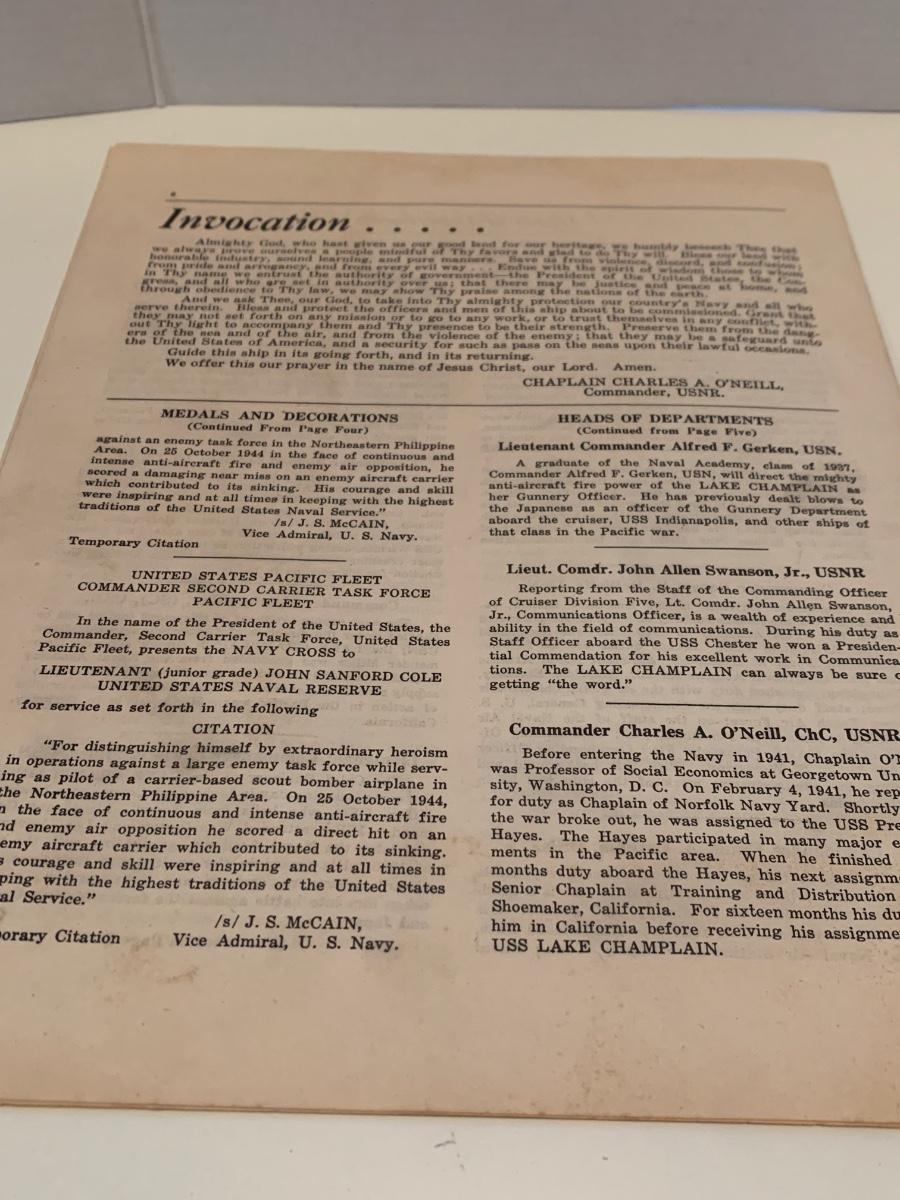 Invocation . . . . .
Almighty God, who hast given us our good land for our heritage, we humbly beseech Thee that
we always prove ourselves a people mindful of Thy favors and glad to do Thy will. Bless our land with
honorable industry, sound learning, and pure manners. Save us from violence, discord, and confusion;
from pride and arrogancy, and from every evil way . . . Endue with the spirit of wisdom those to whom
in Thy name we entrust the authority of government—the President of the United States, the Con-
gress, and all who are set in authority over us; that there may be justice and peace at home, and
through obedience to Thy law, we may show Thy praise among the nations of the earth.
And we ask Thee, our God, to take into Thy almighty protection our country's Navy and all who
serve therein. Bless and protect the officers and men of this ship about to be commissioned. Grant that
they may not set forth on any mission or to go to any work, or to trust themselves in any conflict, with-
out Thy light to accompany them and Thy presence to be their strength. Preserve them from the dang-
ers of the sea and of the air, and from the violence of the enemy; that they may be a safeguard unto
the United States of America, and a security for such as pass on the seas upon their lawful occasions.
Guide this ship in its going forth, and in its returning.
We offer this our prayer in the name of Jesus Christ, our Lord. Amen.
CHAPLAIN CHARLES A. O'NEILL,
Commander, USNR.
MEDALS AND DECORATIONS
(Continued From Page Four)
against an enemy task force in the Northeastern Philippine
Area. On 25 October 1944 in the face of continuous and
intense anti-aircraft fire and enemy air opposition, he
scored a damaging near miss on an enemy aircraft carrier
which contributed to its sinking. His courage and skill
were inspiring and at all times in keeping with the highest
traditions of the United States Naval Service."
/s/ J. S. McCAIN,
Vice Admiral, U. S. Navy.
Temporary Citation
UNITED STATES PACIFIC FLEET
COMMANDER SECOND CARRIER TASK FORCE
PACIFIC FLEET
In the name of the President of the United States, the
Commander, Second Carrier Task Force, United States
Pacific Fleet, presents the NAVY CROSS to
LIEUTENANT (junior grade) JOHN SANFORD COLE
UNITED STATES NAVAL RESERVE
for service as set forth in the following
CITATION
"For distinguishing himself by extraordinary heroism
in operations against a large enemy task force while serv-
ing as pilot of a carrier-based scout bomber airplane in
the Northeastern Philippine Area. On 25 October 1944,
n the face of continuous and intense anti-aircraft fire
nd enemy air opposition he scored a direct hit on an
emy aircraft carrier which contributed to its sinking.
s courage and skill were inspiring and at all times in
ping with the highest traditions of the United States
al Service."
/s/ J. S. McCAIN,
Vice Admiral, U. S. Navy.
orary Citation
HEADS OF DEPARTMENTS
(Continued from Page Five)
Lieutenant Commander Alfred F. Gerken, USN.
A graduate of the Naval Academy, class of 1937,
Commander Alfred F. Gerken, USN, will direct the mighty
anti-aircraft fire power of the LAKE CHAMPLAIN as
her Gunnery Officer. He has previously dealt blows to
the Japanese as an officer of the Gunnery Department
aboard the cruiser, USS Indianapolis, and other ships of
that class in the Pacific war.
Lieut. Comdr. John Allen Swanson, Jr., USNR
Reporting from the Staff of the Commanding Officer
of Cruiser Division Five, Lt. Comdr. John Allen Swanson,
Jr., Communications Officer, is a wealth of experience and
ability in the field of communications. During his duty as
Staff Officer aboard the USS Chester he won a Presiden-
tial Commendation for his excellent work in Communica
tions. The LAKE CHAMPLAIN can always be sure o
getting "the word."
Commander Charles A. O'Neill, ChC, USNR
Before entering the Navy in 1941, Chaplain O'N
was Professor of Social Economics at Georgetown Un
sity, Washington, D. C. On February 4, 1941, he rep
for duty as Chaplain of Norfolk Navy Yard. Shortly
the war broke out, he was assigned to the USS Pre
Hayes. The Hayes participated in many major e
ments in the Pacific area. When he finished
months duty aboard the Hayes, his next assignm
Senior Chaplain at Training and Distribution
Shoemaker, California. For sixteen months his du
him in California before receiving his assignme
USS LAKE CHAMPLAIN.